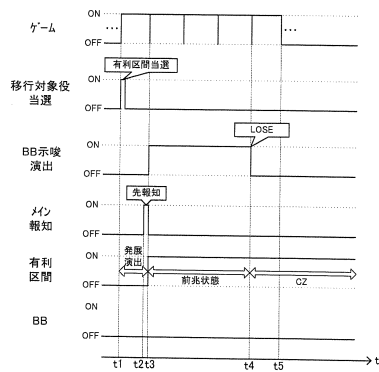 ゲーム
ON
OFF
…
…
移行対象役
当選
ON
OFF
有利区間当選
BB示唆
演出
ON
OFF
LOSE
メイン
報知
ON
OFF
先報知
有利
区間
ON
OFF
発展
演出
前兆状態
CZ
BB
ON
OFF
t1
t2
t3
t4
t5
t